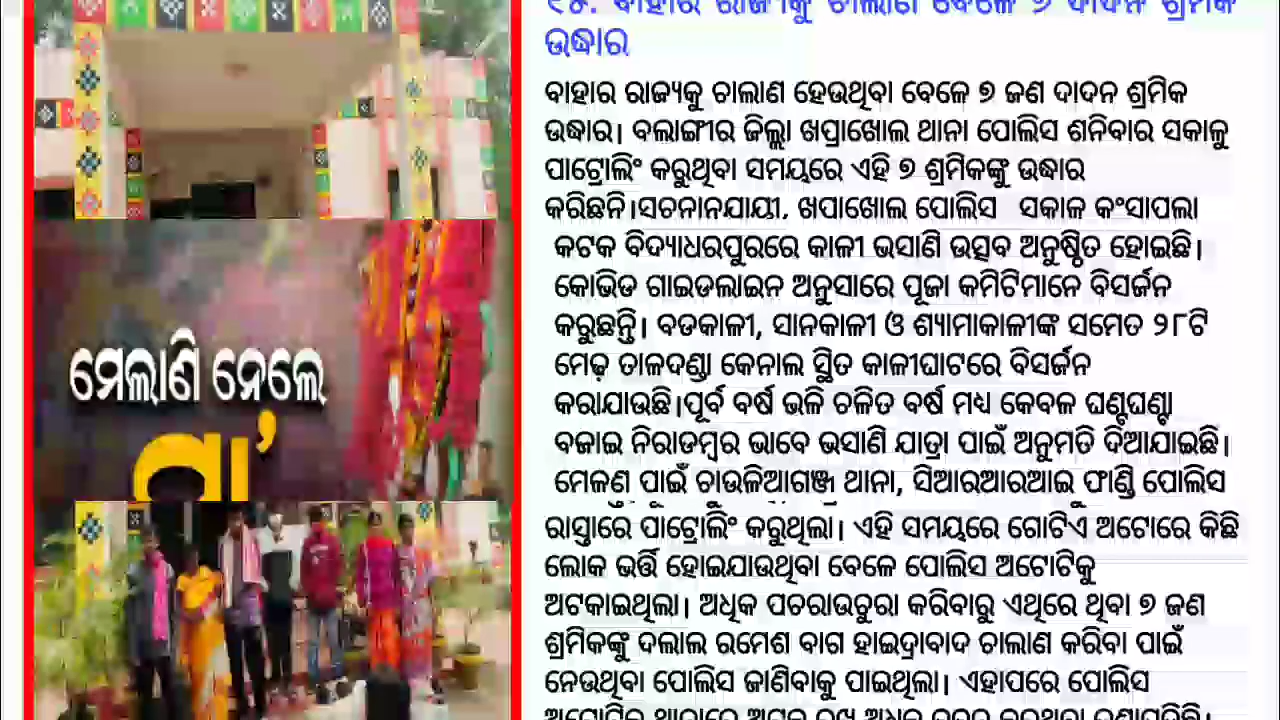 ମେଲାଣି ନେଲେ
ମା'
୧୫. ବାହାର ରାଜ୍ୟକୁ ଚାଲାଣ ବେଳେ ୭ ଦାଦନ ଶ୍ରମିକ
ଉଦ୍ଧାର
ବାହାର ରାଜ୍ୟକୁ ଚାଲାଣ ହେଉଥିବା ବେଳେ ୭ ଜଣ ଦାଦନ ଶ୍ରମିକ
ଉଦ୍ଧାର। ବଲାଙ୍ଗୀର ଜିଲ୍ଲା ଖପ୍ରାଖୋଲ ଥାନା ପୋଲିସ ଶନିବାର ସକାଳୁ
ପାଟ୍ରୋଲିଂ କରୁଥିବା ସମୟରେ ଏହି ୭ ଶ୍ରମିକଙ୍କୁ ଉଦ୍ଧାର
କରିଛନି।ସଚନାନଯାୟୀ, ଖପାଖୋଲ ପୋଲିସ ସକାଳ କଂସାପଲା
କଟକ ବିଦ୍ୟାଧରପୁରରେ କାଳୀ ଭସାଣି ଉତ୍ସବ ଅନୁଷ୍ଠିତ ହୋଇଛି।
କୋଭିଡ ଗାଇଡଲାଇନ ଅନୁସାରେ ପୂଜା କମିଟିମାନେ ବିସର୍ଜନ
କରୁଛନ୍ତି। ବଡକାଳୀ, ସାନକାଳୀ ଓ ଶ୍ୟାମାକାଳୀଙ୍କ ସମେତ ୨୮ଟି
ମେଢ଼ ତାଳଦଣ୍ଡା କେନାଲ ସ୍ଥିତ କାଳୀଘାଟରେ ବିସର୍ଜନ
କରାଯାଉଛି।ପୂର୍ବ ବର୍ଷ ଭଳି ଚଳିତ ବର୍ଷ ମଧ୍ୟ କେବଳ ଘଣ୍ଟଘଣ୍ଟା
ବଜାଇ ନିରାଡମ୍ବର ଭାବେ ଭସାଣି ଯାତ୍ରା ପାଇଁ ଅନୁମତି ଦିଆଯାଇଛି।
ମେଳଣ ପାଇଁ ଚାଉଳିଆଗଞ୍ଜ ଥାନା, ସିଆରଆରଆଇ ଫାଣ୍ଡି ପୋଲିସ
ରାସ୍ତାରେ ପାଟ୍ରୋଲିଂ କରୁଥିଲା। ଏହି ସମୟରେ ଗୋଟିଏ ଅଟୋରେ କିଛି
ଲୋକ ଭର୍ତ୍ତି ହୋଇଯାଉଥିବା ବେଳେ ପୋଲିସ ଅଟୋଟିକୁ
ଅଟକାଇଥିଲା। ଅଧିକ ପଚରାଉଚୁରା କରିବାରୁ ଏଥିରେ ଥିବା ୭ ଜଣ
ଶ୍ରମିକଙ୍କୁ ଦଲାଲ ରମେଶ ବାଗ ହାଇଦ୍ରାବାଦ ଚାଲାଣ କରିବା ପାଇଁ
ନେଉଥିବା ପୋଲିସ ଜାଣିବାକୁ ପାଇଥିଲା। ଏହାପରେ ପୋଲିସ